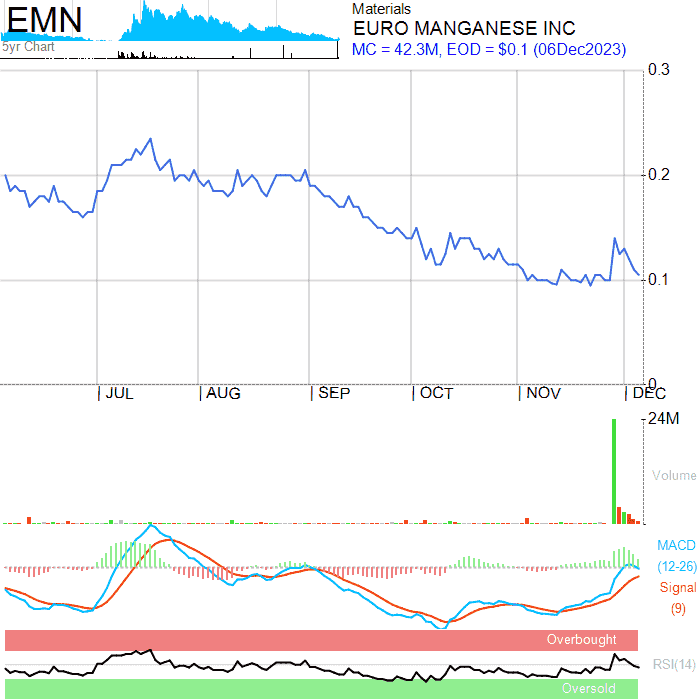 EMN
5yr Chart
Materials
EURO MANGANESE INC
MC = 42.3M, EOD = $0.1 (06Dec2023)
0.3
0.2
0.1
0
| JUL | AUG | SEP | OCT | NOV | DEC
24M
Volume
MACD
(12-26)
Signal
(9)
Overbought
RSI(14)
Oversold